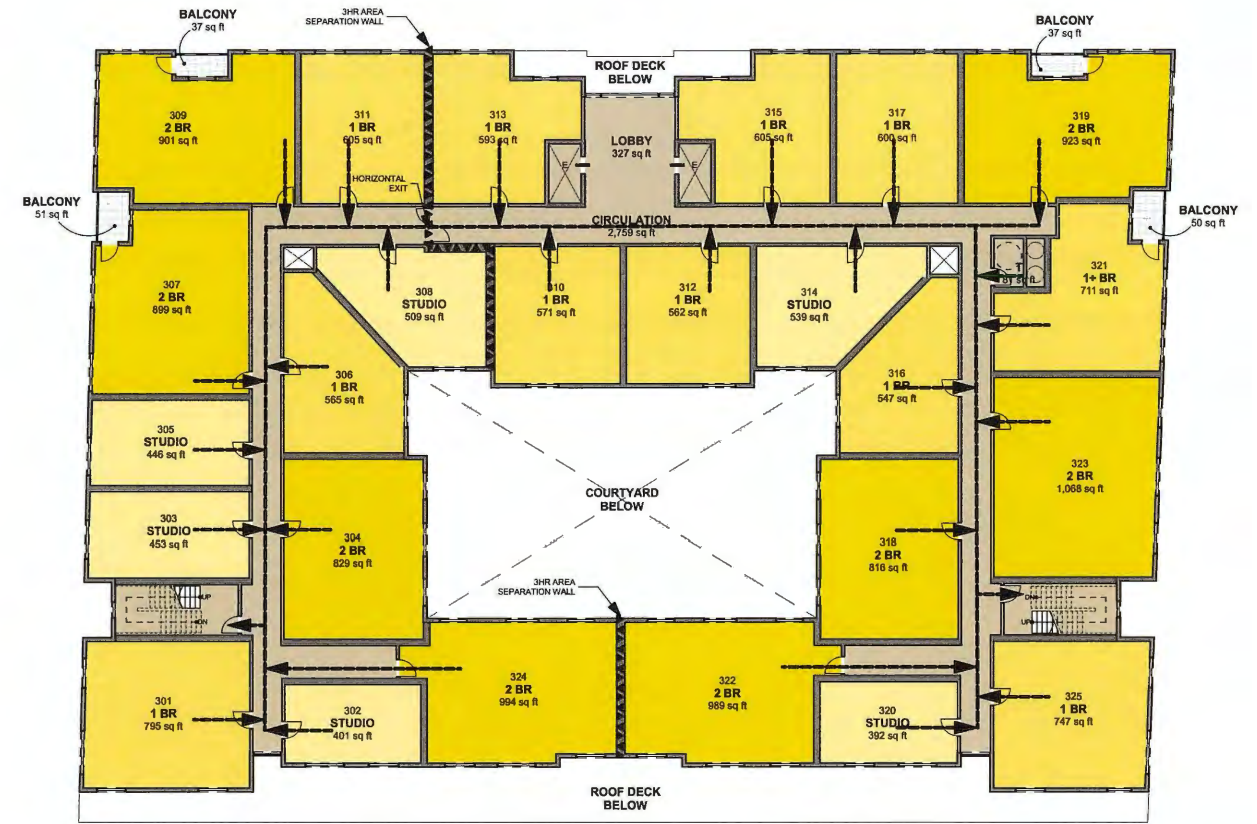 BALCONY
37 sq ft
3HR AREA
SEPARATION WALL
BALCONY
37 sq ft
ROOF DECK
BELOW
309
2 BR
901 sq ft
311
1 BR
605 sq ft
313
1 BR
593 sq ft
E
LOBBY
327 sq ft
E
315
1 BR
605 sq ft
317
1 BR
600 sq ft
319
2 BR
923 sq ft
HORIZONTAL
EXIT
BALCONY
51 sq ft
CIRCULATION
2,759 sq ft
BALCONY
50 sq ft
307
2 BR
899 sq ft
308
STUDIO
509 sq ft
310
1 BR
571 sq ft
312
1 BR
562 sq ft
314
STUDIO
539 sq ft
T
81 sq ft
321
1+ BR
711 sq ft
306
1 BR
565 sq ft
316
1 BR
547 sq ft
305
STUDIO
446 sq ft
323
2 BR
1,068 sq ft
COURTYARD
BELOW
303
STUDIO
453 sq ft
304
2 BR
829 sq ft
318
2 BR
816 sq ft
3HR AREA
SEPARATION WALL
UP
DN
DN
UP
301
1 BR
795 sq ft
302
STUDIO
401 sq ft
324
2 BR
994 sq ft
322
2 BR
989 sq ft
320
STUDIO
392 sq ft
325
1 BR
747 sq ft
ROOF DECK
BELOW